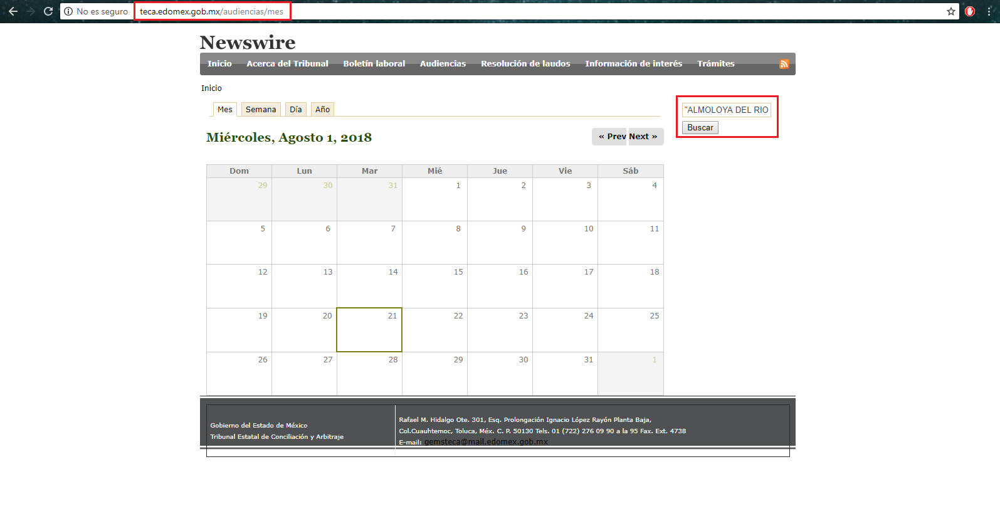 No es seguro teca.edomex.gob.mx/audiencias/mes
Newswire
Inicio Acerca del Tribunal Boletín laboral Audiencias Resolución de laudos Información de interés Trámites
Inicio
Mes Semana Día Año
"ALMOLOYA DEL RIO
Buscar
Miércoles, Agosto 1, 2018
« Prev Next »
Dom Lun Mar Mié Jue Vie Sáb
29 30 31 1 2 3 4
5 6 7 8 9 10 11
12 13 14 15 16 17 18
19 20 21 22 23 24 25
26 27 28 29 30 31 1
Gobierno del Estado de México
Tribunal Estatal de Conciliación y Arbitraje
Rafael M. Hidalgo Ote. 301, Esq. Prolongación Ignacio López Rayón Planta Baja,
Col.Cuauhtemoc, Toluca, Méx. C. P. 50130 Tels. 01 (722) 276 09 90 a la 95 Fax. Ext. 4738
E-mail: gemsteca@mail.edomex.gob.mx